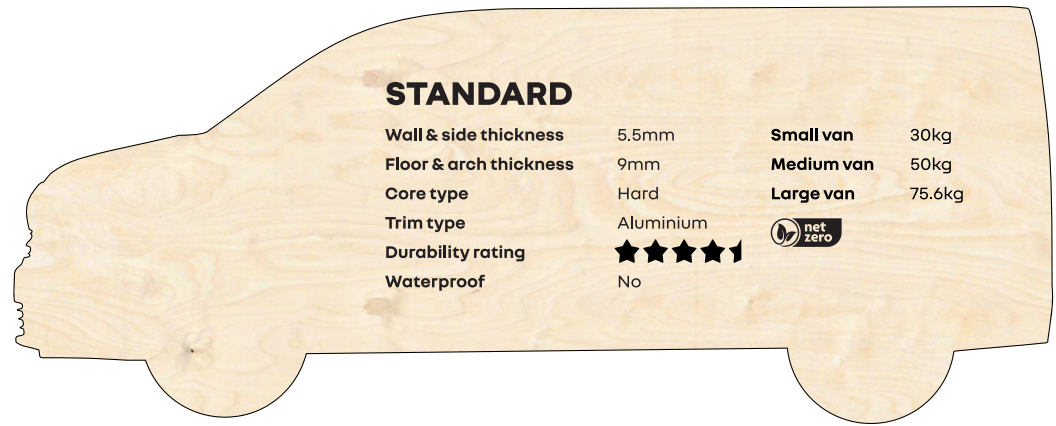 STANDARD
Wall & side thickness 5.5mm
Floor & arch thickness 9mm
Core type Hard
Trim type Aluminium
Durability rating
Waterproof No
Small van 30kg
Medium van 50kg
Large van 75.6kg
net
zero